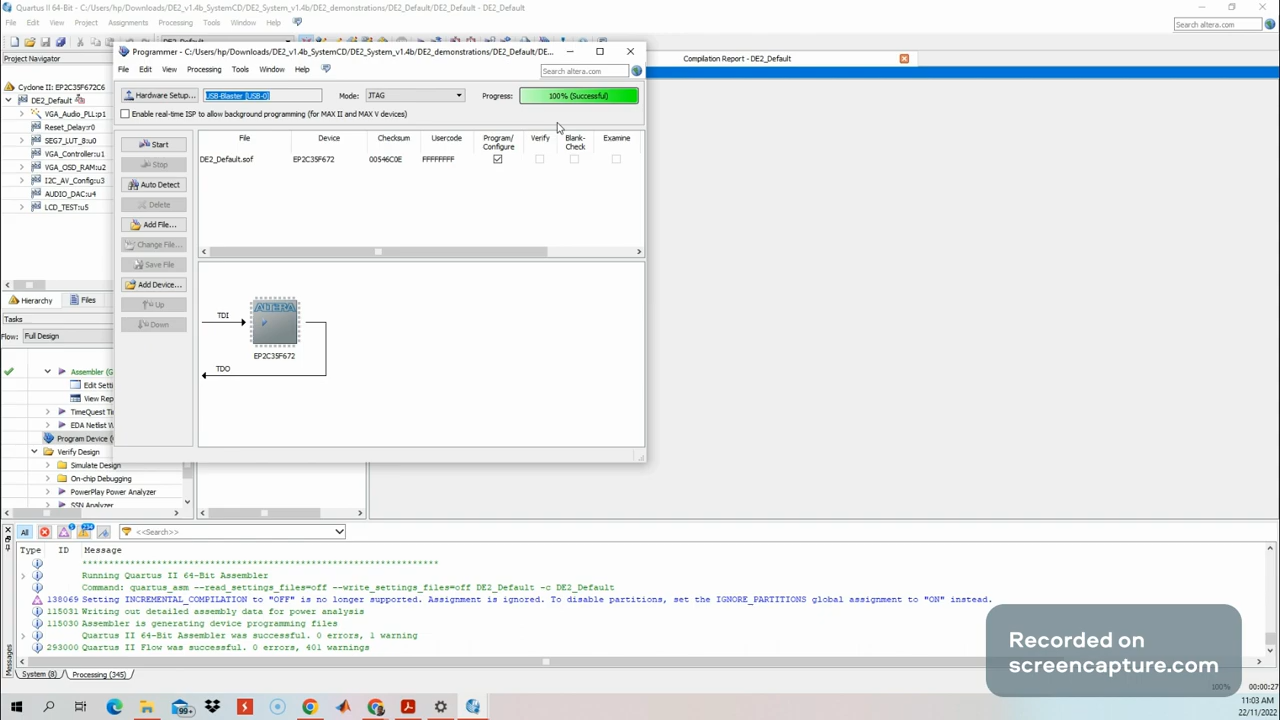 Quartus II 64-Bit - C:/Users/hp/Downloads/DE2_v1.4b_SystemCD/DE2_System_v1.4b/DE2_demonstrations/DE2_Default/DE2_Default - DE2_Default
File Edit View Project Assignments Processing Tools Window Help
Search altera.com
Project Navigator
Compilation Report - DE2_Default
Programmer - C:/Users/hp/Downloads/DE2_v1.4b_SystemCD/DE2_System_v1.4b/DE2_demonstrations/DE2_Default/DE...
File Edit View Processing Tools Window Help
Search altera.com
Hardware Setup...
USB-Blaster [USB-0]
Mode: JTAG
Progress: 100% (Successful)
Enable real-time ISP to allow background programming (for MAX II and MAX V devices)
Start
Stop
Auto Detect
Delete
Add File...
Change File...
Save File
Add Device...
Up
Down
File Device Checksum Usercode Program/ Verify Blank- Examine
Configure Check
DE2_Default.sof EP2C35F672 00546C0E FFFFFFFF
TDI
ALTERA
EP2C35F672
TDO
Cyclone II: EP2C35F672C6
DE2_Default
VGA_Audio_PLL:p1
Reset_Delay:r0
SEG7_LUT_8:u0
VGA_Controller:u1
VGA_OSD_RAM:u2
I2C_AV_Config:u3
AUDIO_DAC:u4
LCD_TEST:u5
Hierarchy Files
Tasks
Flow: Full Design
Assembler (G
Edit Setti
View Rep
TimeQuest Tim
EDA Netlist W
Program Device (
Verify Design
Simulate Design
On-chip Debugging
PowerPlay Power Analyzer
SSN Analyzer
All
<<Search>>
Type ID Message
*******************************************************************
Running Quartus II 64-Bit Assembler
Command: quartus_asm --read_settings_files=off --write_settings_files=off DE2_Default -c DE2_Default
138069 Setting INCREMENTAL_COMPILATION to "OFF" is no longer supported. Assignment is ignored. To disable partitions, set the IGNORE_PARTITIONS global assignment to "ON" instead.
115031 Writing out detailed assembly data for power analysis
115030 Assembler is generating device programming files
Quartus II 64-Bit Assembler was successful. 0 errors, 1 warning
293000 Quartus II Flow was successful. 0 errors, 401 warnings
Messages
System (8) Processing (345)
100% 00:00:27
Recorded on
screencapture.com
99+
11:03 AM
22/11/2022